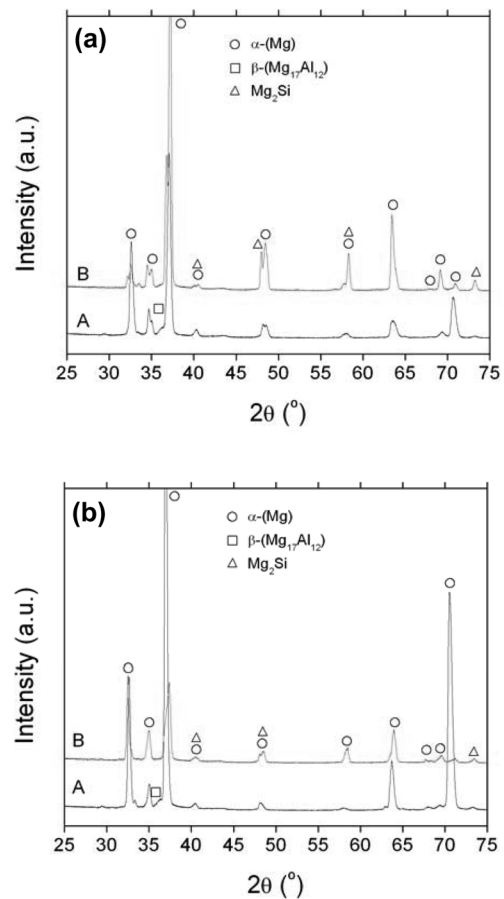 (a)
α-(Mg)
β-(Mg₁₇Al₁₂)
Mg₂Si
Intensity (a.u.)
B
A
25 30 35 40 45 50 55 60 65 70 75
2θ (°)
(b)
α-(Mg)
β-(Mg₁₇Al₁₂)
Mg₂Si
Intensity (a.u.)
B
A
25 30 35 40 45 50 55 60 65 70 75
2θ (°)